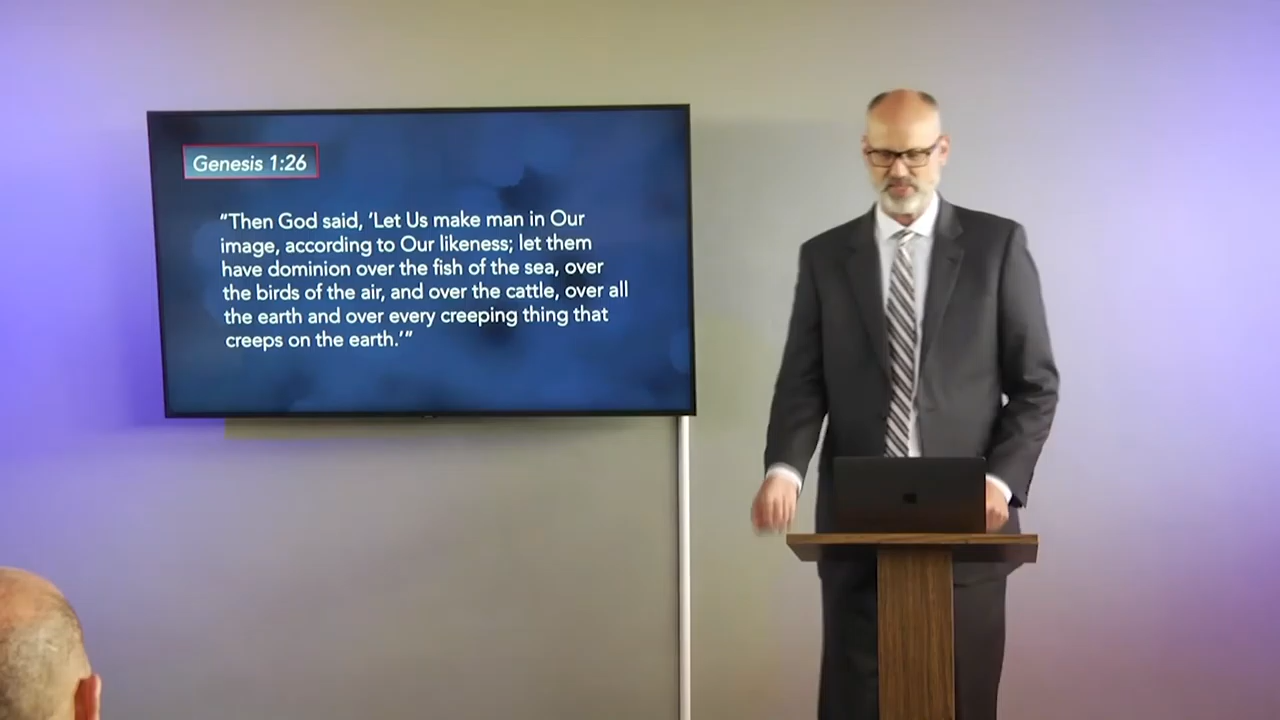 Genesis 1:26
"Then God said, 'Let Us make man in Our
image, according to Our likeness; let them
have dominion over the fish of the sea, over
the birds of the air, and over the cattle, over all
the earth and over every creeping thing that
creeps on the earth.'"